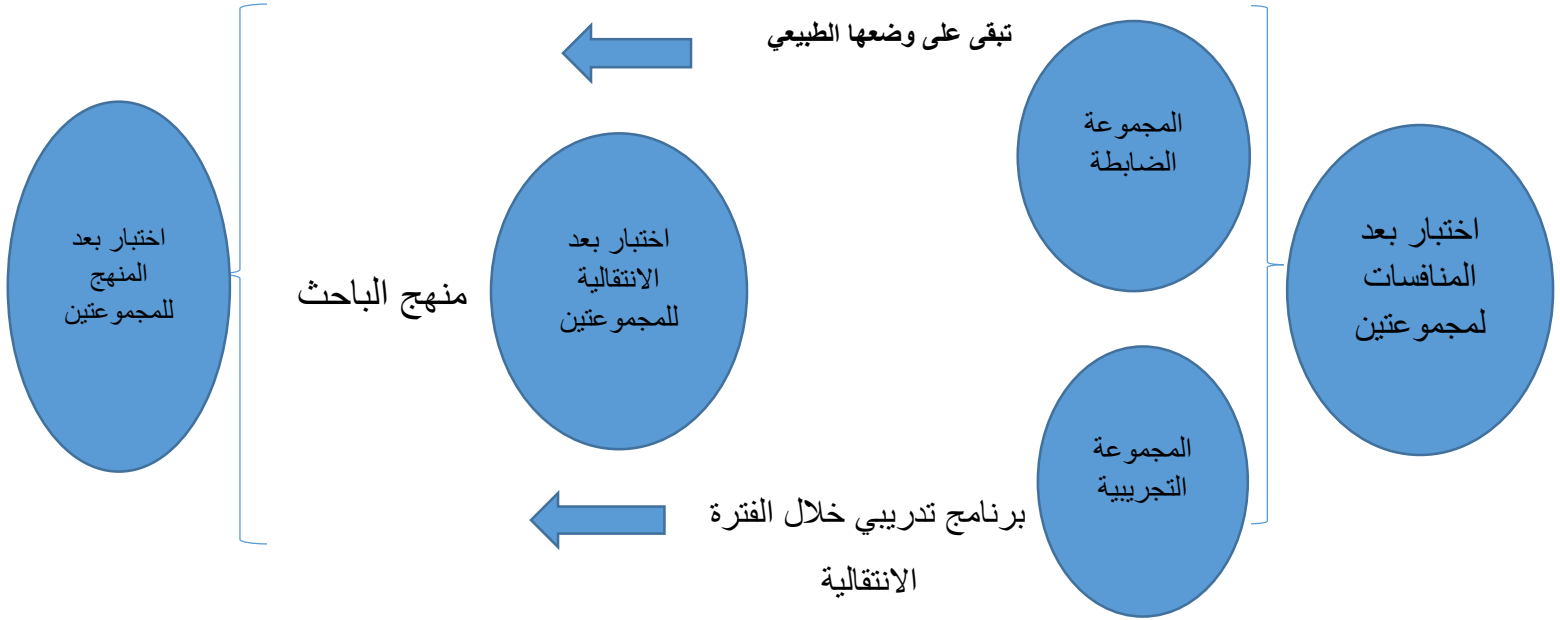 اختبار بعد
المنافسات
لمجموعتين
المجموعة
الضابطة
تبقى على وضعها الطبيعي
المجموعة
التجريبية
برنامج تدريبي خلال الفترة
الانتقالية
اختبار بعد
الانتقالية
للمجموعتين
منهج الباحث
اختبار بعد
المنهج
للمجموعتين